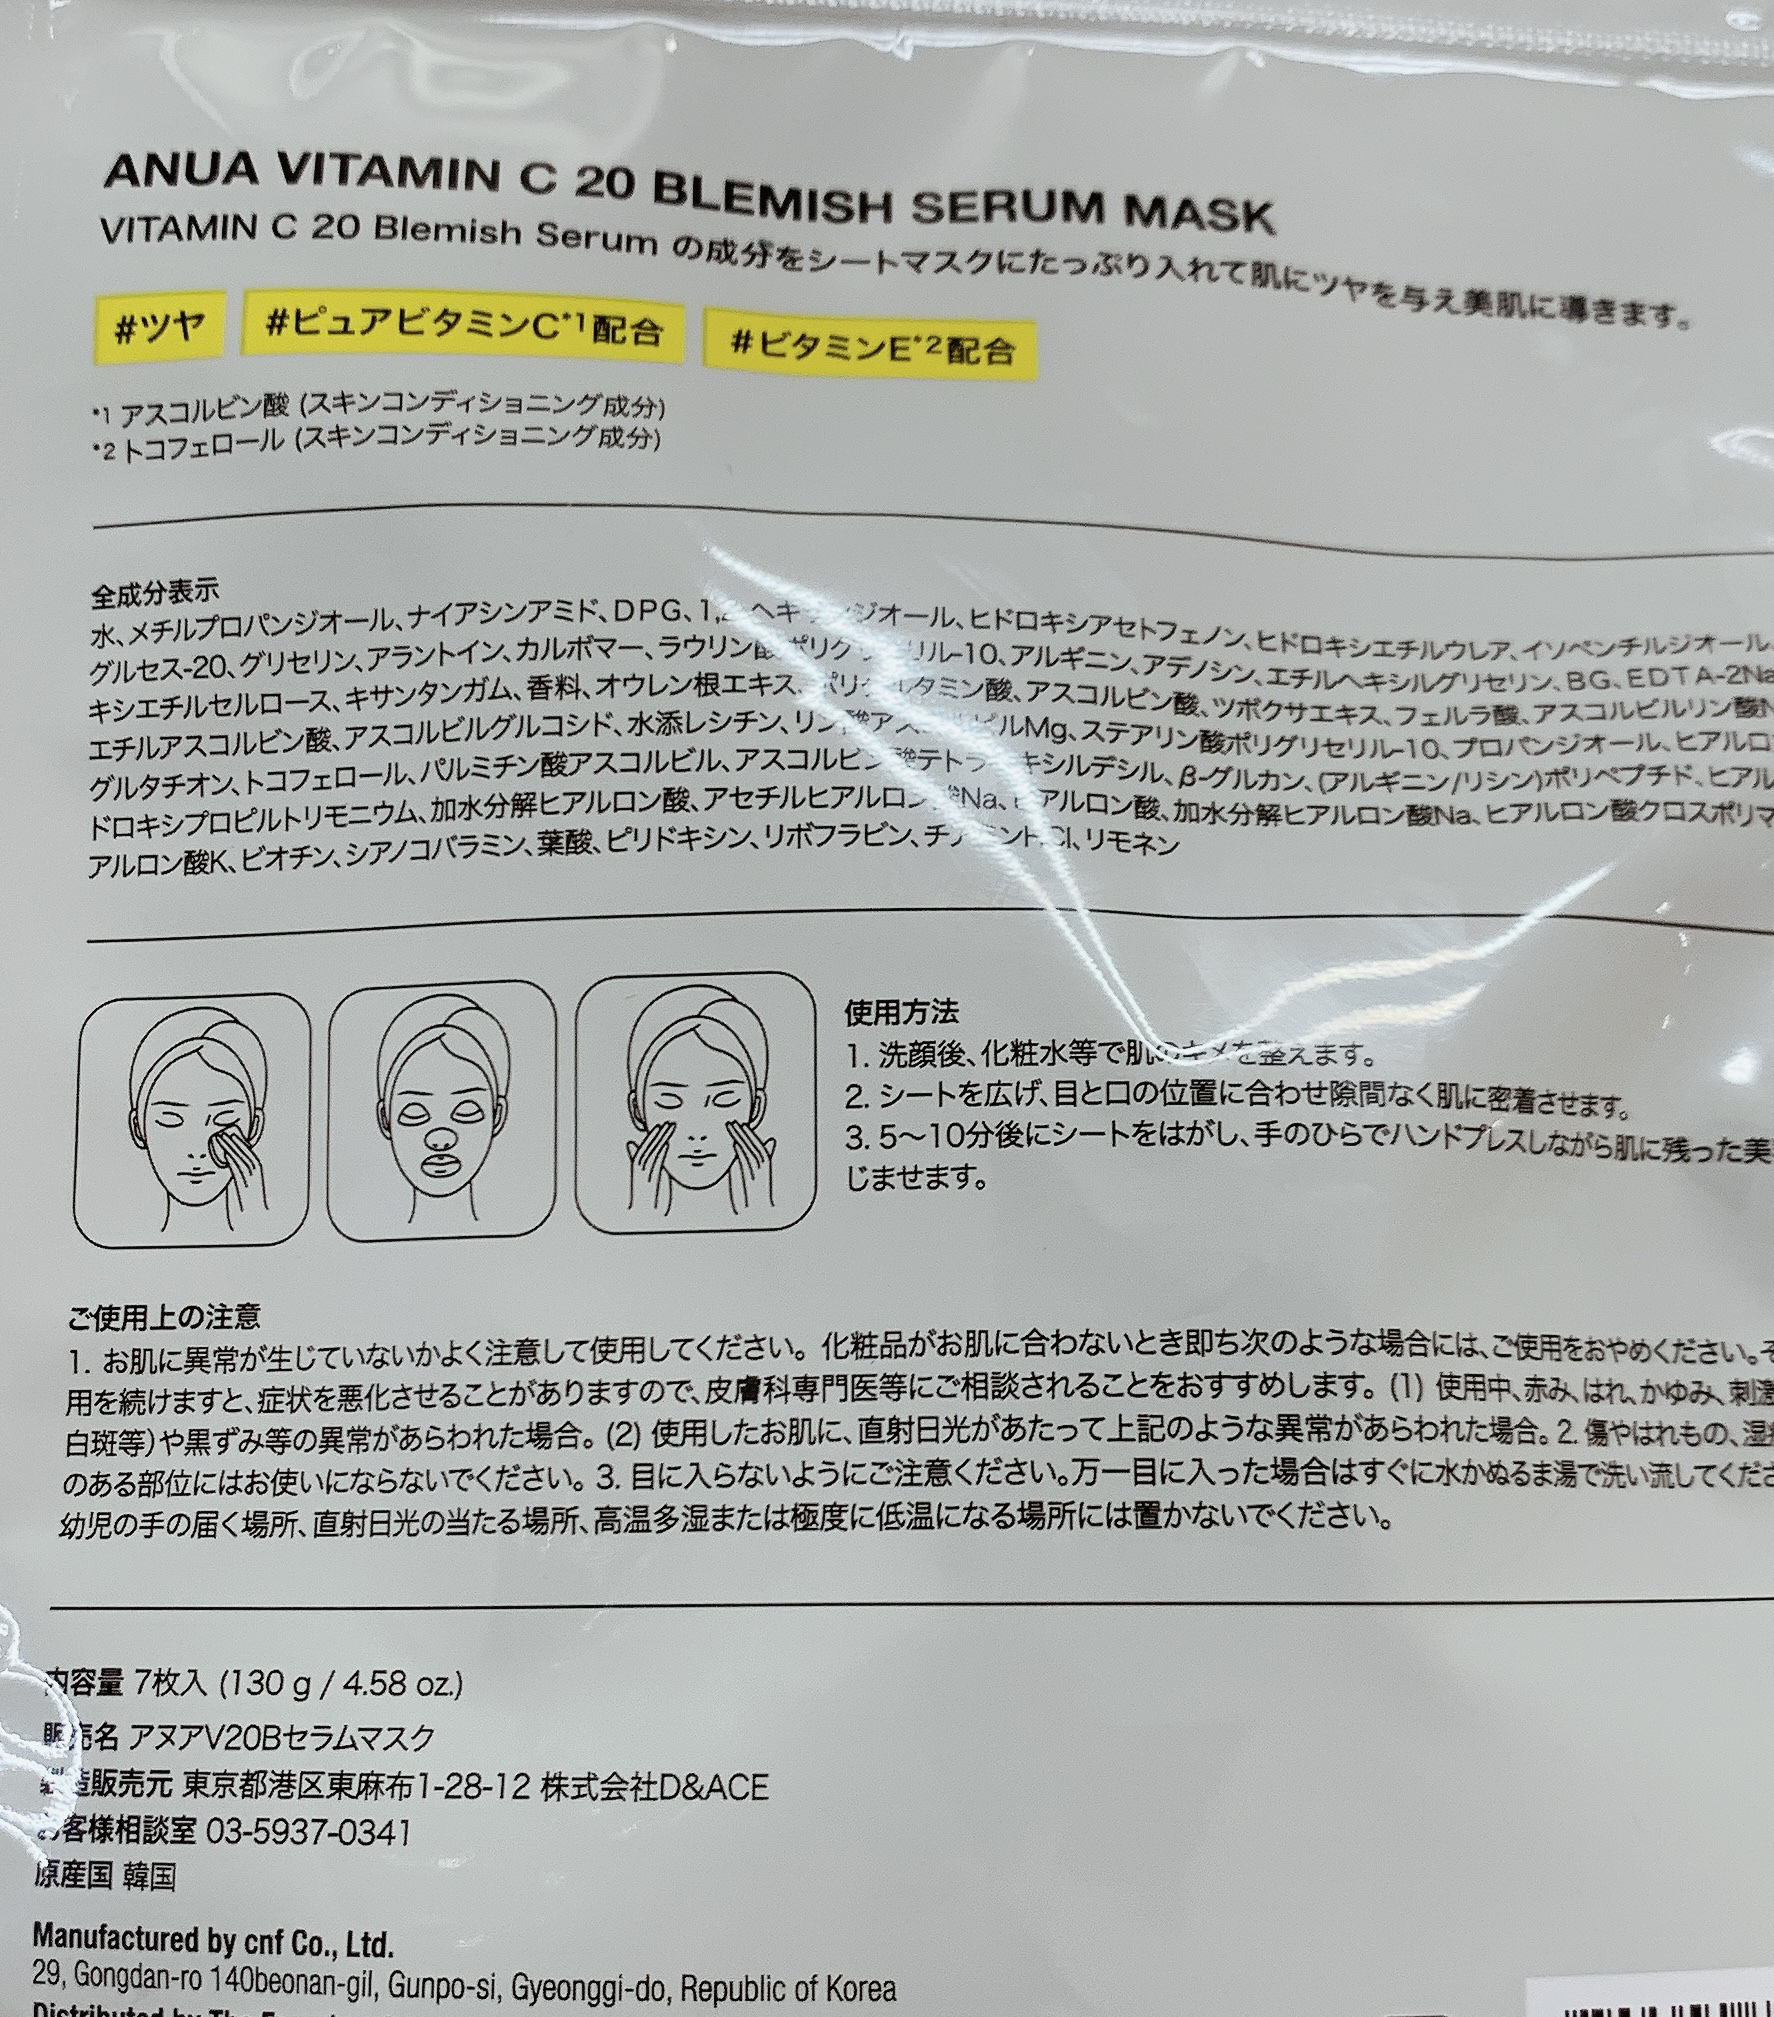 ANUA VITAMIN C 20 BLEMISH SERUM MASK
VITAMIN C 20 Blemish Serum の成分をシートマスクにたっぷり入れて肌にツヤを与え美肌に導きます。
#ツヤ #ピュアビタミンC*1配合 #ビタミンE*2配合
*1 アスコルビン酸 (スキンコンディショニング成分)
*2 トコフェロール (スキンコンディショニング成分)
全成分表示
水、メチルプロパンジオール、ナイアシンアミド、DPG、1,2-ヘキサンジオール、ヒドロキシアセトフェノン、ヒドロキシエチルウレア、イソペンチルジオール、
グルセス-20、グリセリン、アラントイン、カルボマー、ラウリン酸ポリグリセリル-10、アルギニン、アデノシン、エチルヘキシルグリセリン、BG、EDTA-2Na
キシエチルセルロース、キサンタンガム、香料、オウレン根エキス、ポリグルタミン酸、アスコルビン酸、ツボクサエキス、フェルラ酸、アスコルビルリン酸N
エチルアスコルビン酸、アスコルビルグルコシド、水添レシチン、リン酸アスコルビルMg、ステアリン酸ポリグリセリル-10、プロパンジオール、ヒアルロ
グルタチオン、トコフェロール、パルミチン酸アスコルビル、アスコルビン酸テトラヘキシルデシル、β-グルカン、(アルギニン/リシン)ポリペプチド、ヒアル
ドロキシプロピルトリモニウム、加水分解ヒアルロン酸、アセチルヒアルロン酸Na、ヒアルロン酸、加水分解ヒアルロン酸Na、ヒアルロン酸クロスポリマ
アルロン酸K、ビオチン、シアノコバラミン、葉酸、ピリドキシン、リボフラビン、チアミンHCl、リモネン
使用方法
1. 洗顔後、化粧水等で肌のキメを整えます。
2. シートを広げ、目と口の位置に合わせ隙間なく肌に密着させます。
3. 5〜10分後にシートをはがし、手のひらでハンドプレスしながら肌に残った美
じませます。
ご使用上の注意
1. お肌に異常が生じていないかよく注意して使用してください。化粧品がお肌に合わないとき即ち次のような場合には、ご使用をおやめください。そ
用を続けますと、症状を悪化させることがありますので、皮膚科専門医等にご相談されることをおすすめします。(1) 使用中、赤み、はれ、かゆみ、刺激
白斑等)や黒ずみ等の異常があらわれた場合。(2) 使用したお肌に、直射日光があたって上記のような異常があらわれた場合。2. 傷やはれもの、湿疹
のある部位にはお使いにならないでください。3. 目に入らないようにご注意ください。万一目に入った場合はすぐに水かぬるま湯で洗い流してくださ
幼児の手の届く場所、直射日光の当たる場所、高温多湿または極度に低温になる場所には置かないでください。
内容量 7枚入 (130 g / 4.58 oz.)
販売名 アヌアV20Bセラムマスク
製造販売元 東京都港区東麻布1-28-12 株式会社D&ACE
お客様相談室 03-5937-0341
原産国 韓国
Manufactured by cnf Co., Ltd.
29, Gongdan-ro 140beonan-gil, Gunpo-si, Gyeonggi-do, Republic of Korea
Distributed by The